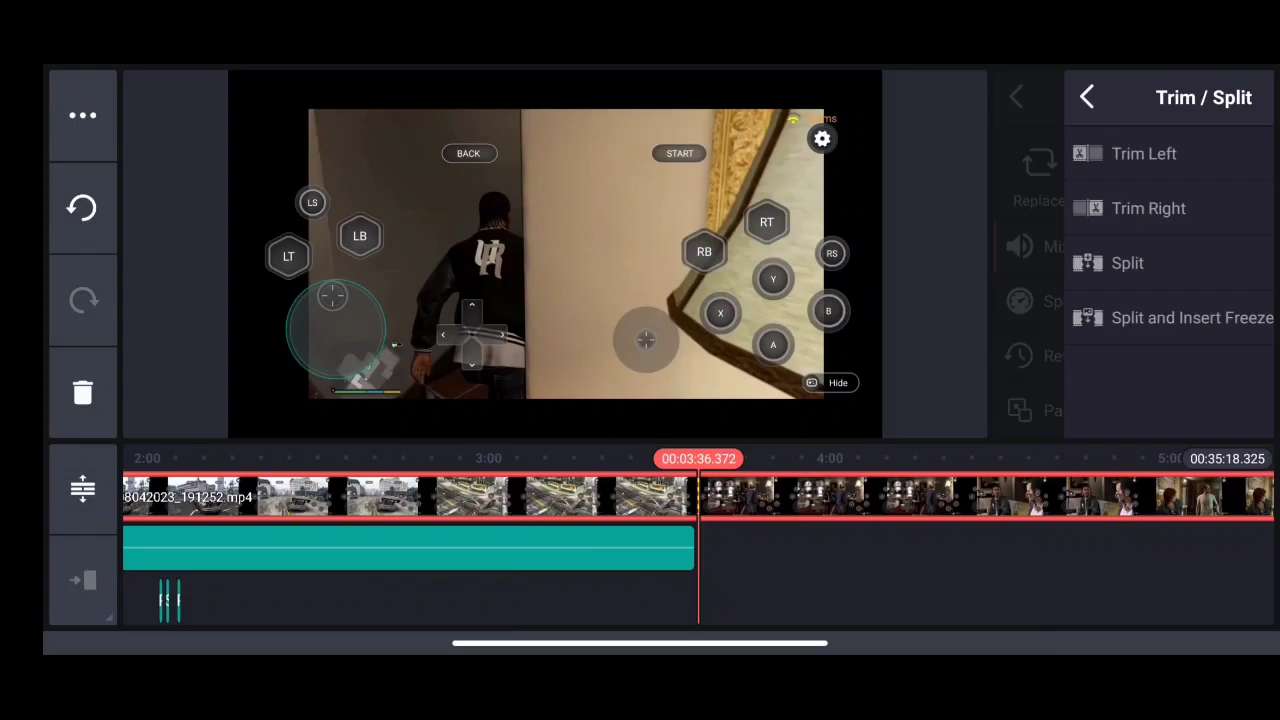 Trim / Split
Trim Left
Trim Right
Split
Split and Insert Freeze
Replace
Mi
Sp
Re
Pa
ms
BACK
START
LS
LB
LT
RT
RB
RS
Y
X
B
A
Hide
2:00
3:00
00:03:36.372
4:00
5:00
00:35:18.325
8042023_191252.mp4